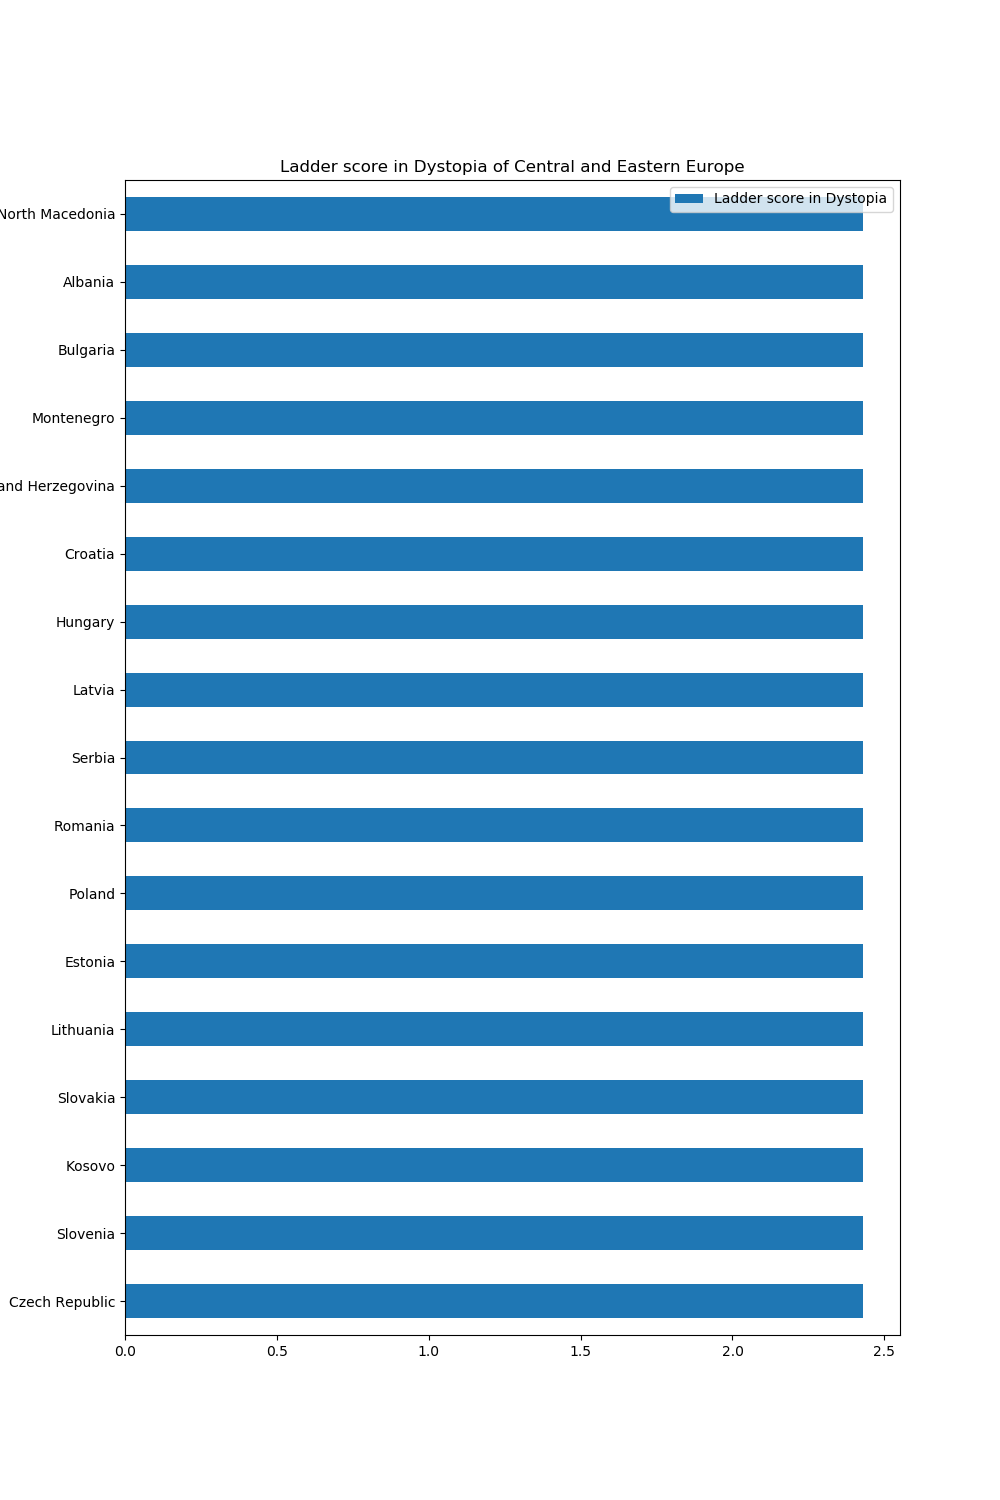 Ladder score in Dystopia of Central and Eastern Europe
Ladder score in Dystopia
North Macedonia
Albania
Bulgaria
Montenegro
and Herzegovina
Croatia
Hungary
Latvia
Serbia
Romania
Poland
Estonia
Lithuania
Slovakia
Kosovo
Slovenia
Czech Republic
0.0 0.5 1.0 1.5 2.0 2.5